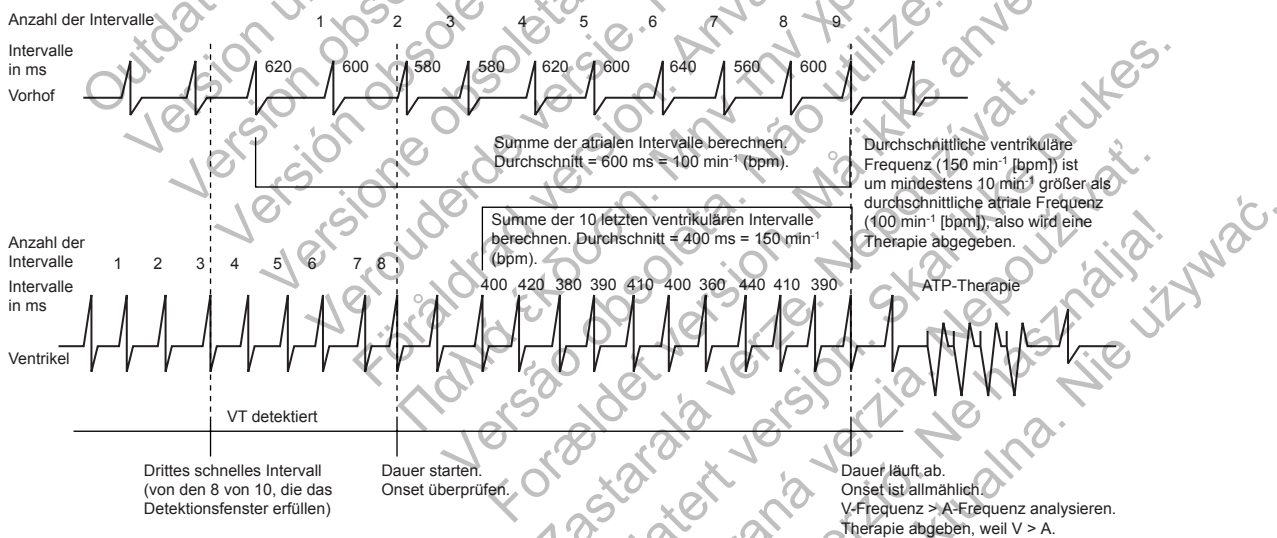 Anzahl der Intervalle 1 2 3 4 5 6 7 8 9
Intervalle
in ms
620 600 580 580 620 600 640 560 600
Vorhof
Summe der atrialen Intervalle berechnen.
Durchschnitt = 600 ms = 100 min-1 (bpm).
Durchschnittliche ventrikuläre
Frequenz (150 min-1 [bpm]) ist
um mindestens 10 min-1 größer als
durchschnittliche atriale Frequenz
(100 min-1 [bpm]), also wird eine
Therapie abgegeben.
Summe der 10 letzten ventrikulären Intervalle
berechnen. Durchschnitt = 400 ms = 150 min-1
(bpm).
Anzahl der
Intervalle 1 2 3 4 5 6 7 8
Intervalle
in ms
400 420 380 390 410 400 360 440 410 390
ATP-Therapie
Ventrikel
VT detektiert
Drittes schnelles Intervall
(von den 8 von 10, die das
Detektionsfenster erfüllen)
Dauer starten.
Onset überprüfen.
Dauer läuft ab.
Onset ist allmählich.
V-Frequenz > A-Frequenz analysieren.
Therapie abgeben, weil V > A.